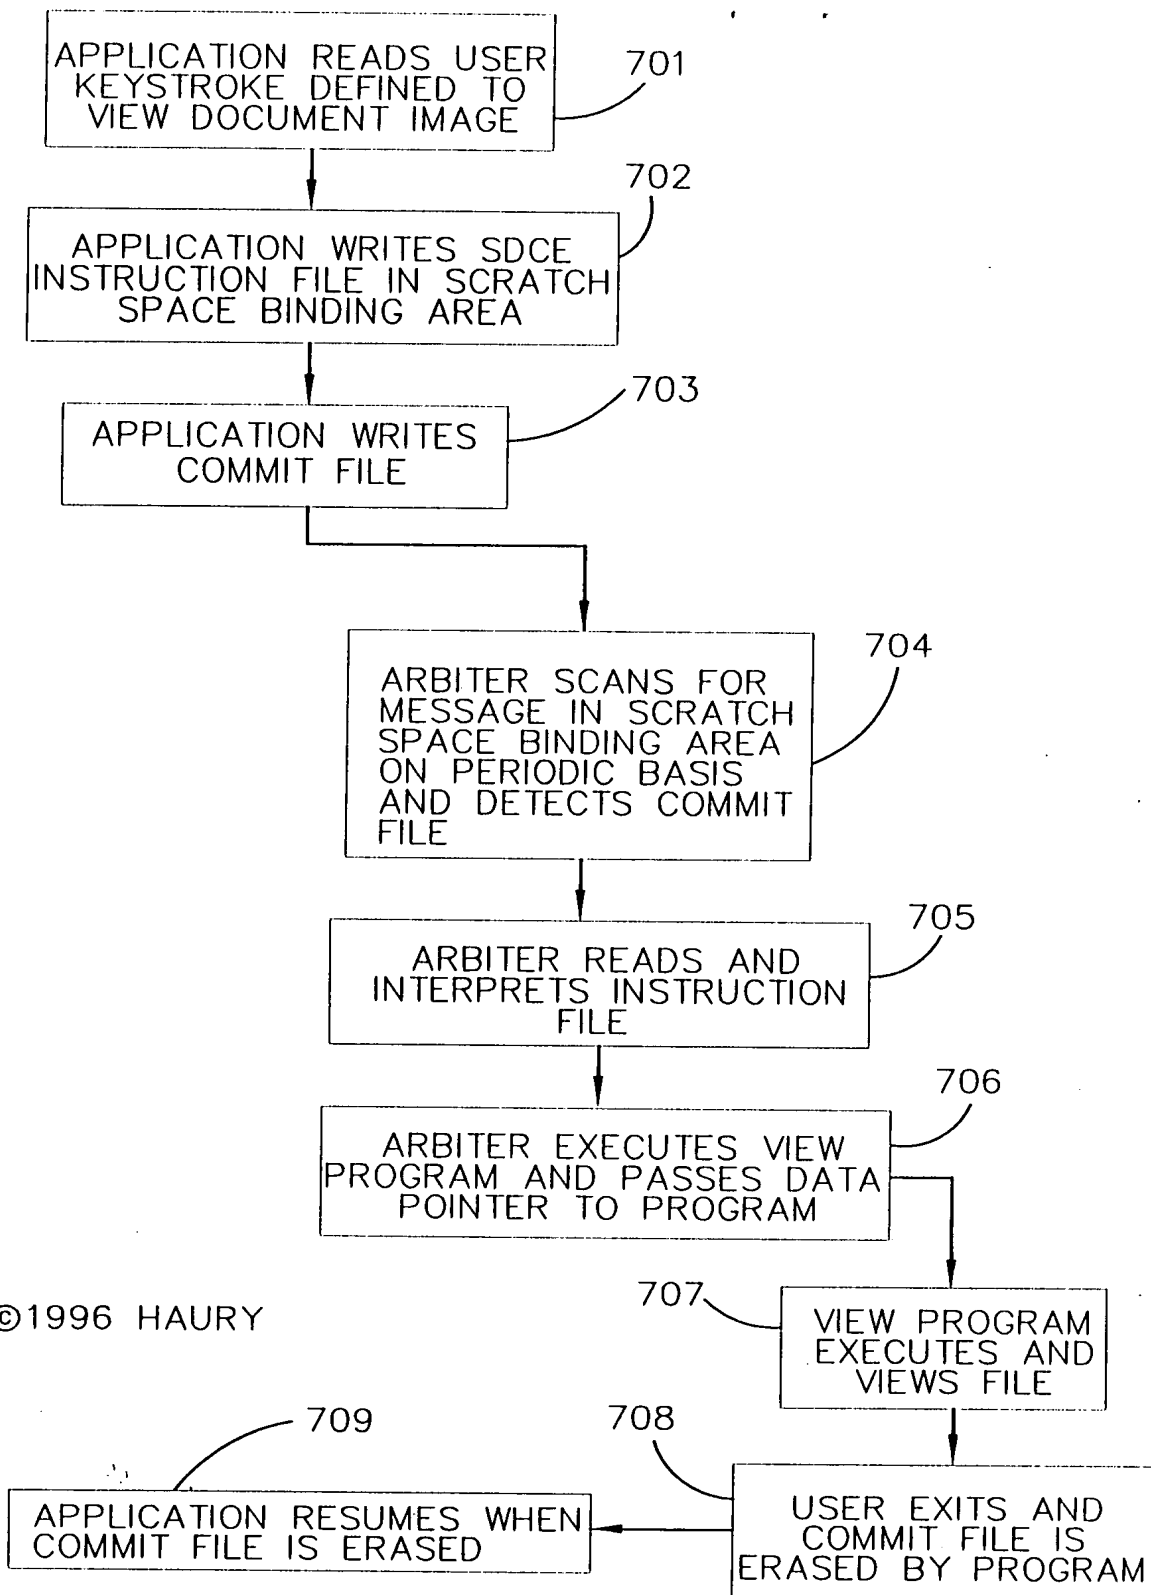 APPLICATION READS USER
KEYSTROKE DEFINED TO
VIEW DOCUMENT IMAGE
701
702
APPLICATION WRITES SDCE
INSTRUCTION FILE IN SCRATCH
SPACE BINDING AREA
703
APPLICATION WRITES
COMMIT FILE
704
ARBITER SCANS FOR
MESSAGE IN SCRATCH
SPACE BINDING AREA
ON PERIODIC BASIS
AND DETECTS COMMIT
FILE
705
ARBITER READS AND
INTERPRETS INSTRUCTION
FILE
706
ARBITER EXECUTES VIEW
PROGRAM AND PASSES DATA
POINTER TO PROGRAM
©1996 HAURY
707
VIEW PROGRAM
EXECUTES AND
VIEWS FILE
708
USER EXITS AND
COMMIT FILE IS
ERASED BY PROGRAM
709
APPLICATION RESUMES WHEN
COMMIT FILE IS ERASED